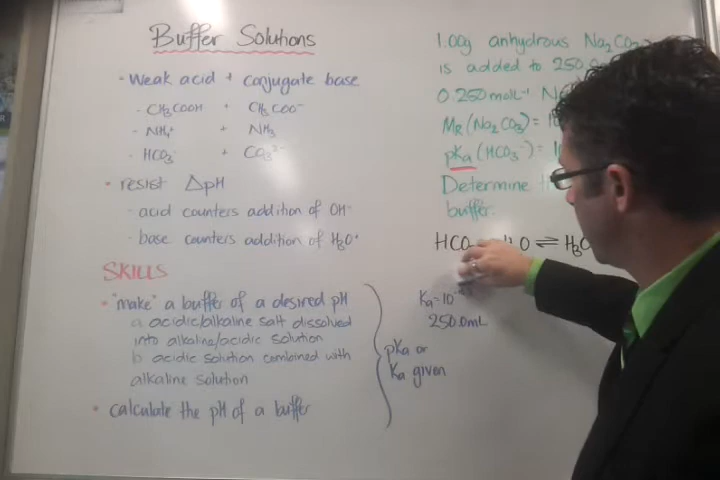 Buffer Solutions
• weak acid + conjugate base
- CH₃COOH + CH₃COO⁻
- NH₄⁺ + NH₃
- HCO₃⁻ + CO₃²⁻
• resist ΔpH
- acid counters addition of OH⁻
- base counters addition of H₃O⁺
SKILLS
• "make" a buffer of a desired pH
a acidic/alkaline salt dissolved
into alkaline/acidic solution
b acidic solution combined with
alkaline solution
• calculate the pH of a buffer
pKa or
Ka given
1.00g anhydrous Na₂CO₃
is added to 250.0
0.250molL⁻¹
Mr(Na₂CO₃)=
pKa(HCO₃⁻)=
Determine
buffer.
HCO O ⇌ H₃O
Ka=10
250.0mL